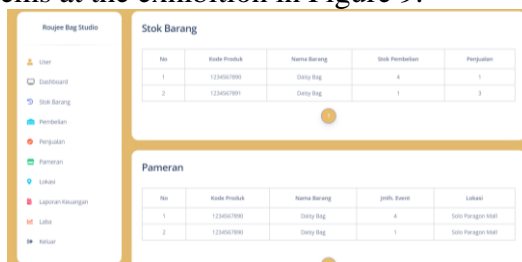 ems at the exhibition in Figure 9.
Roujee Bag Studio
User
Dashboard
Stok Barang
Pembelian
Penjualan
Pameran
Lokasi
Laporan Keuangan
Laba
Keluar
Stok Barang
No Kode Produk Nama Barang Stok Pembelian Penjualan
1 1234567890 Daisy Bag 4 1
2 1234567891 Daisy Bag 1 3
1
Pameran
No Kode Produk Nama Barang Jmlh. Event Lokasi
1 1234567890 Daisy Bag 4 Solo Paragon Mall
2 1234567890 Daisy Bag 1 Solo Paragon Mall